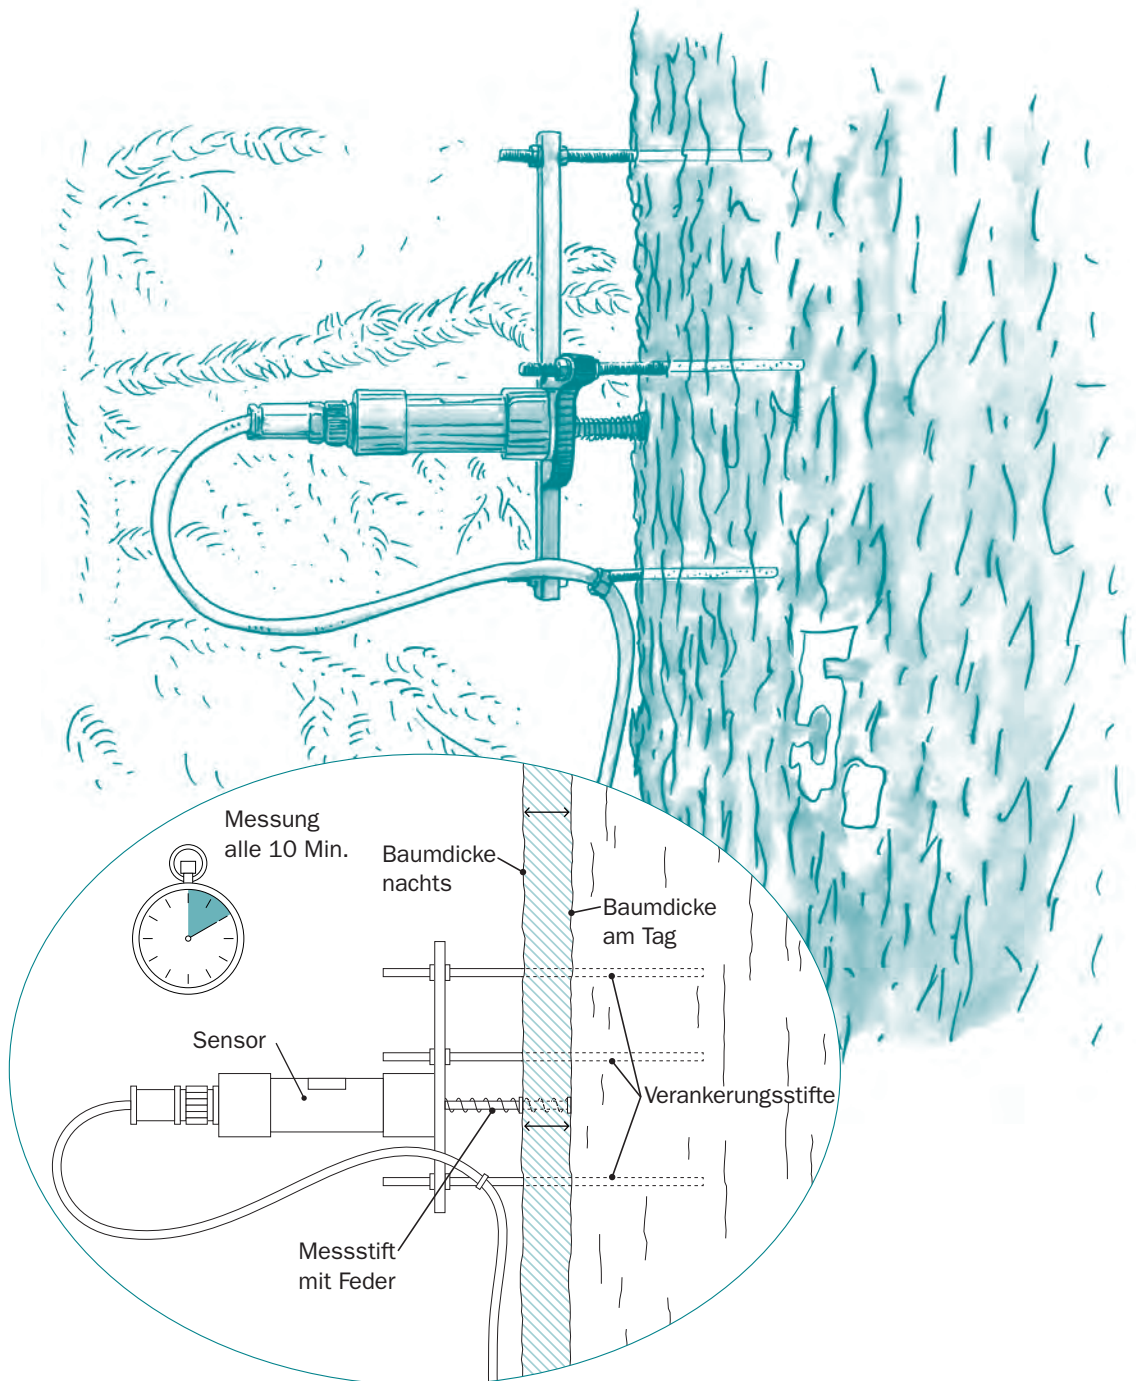 5.
Messung
alle 10 Min.
Baumdicke
nachts
Baumdicke
am Tag
Sensor
Verankerungsstifte
Messstift
mit Feder